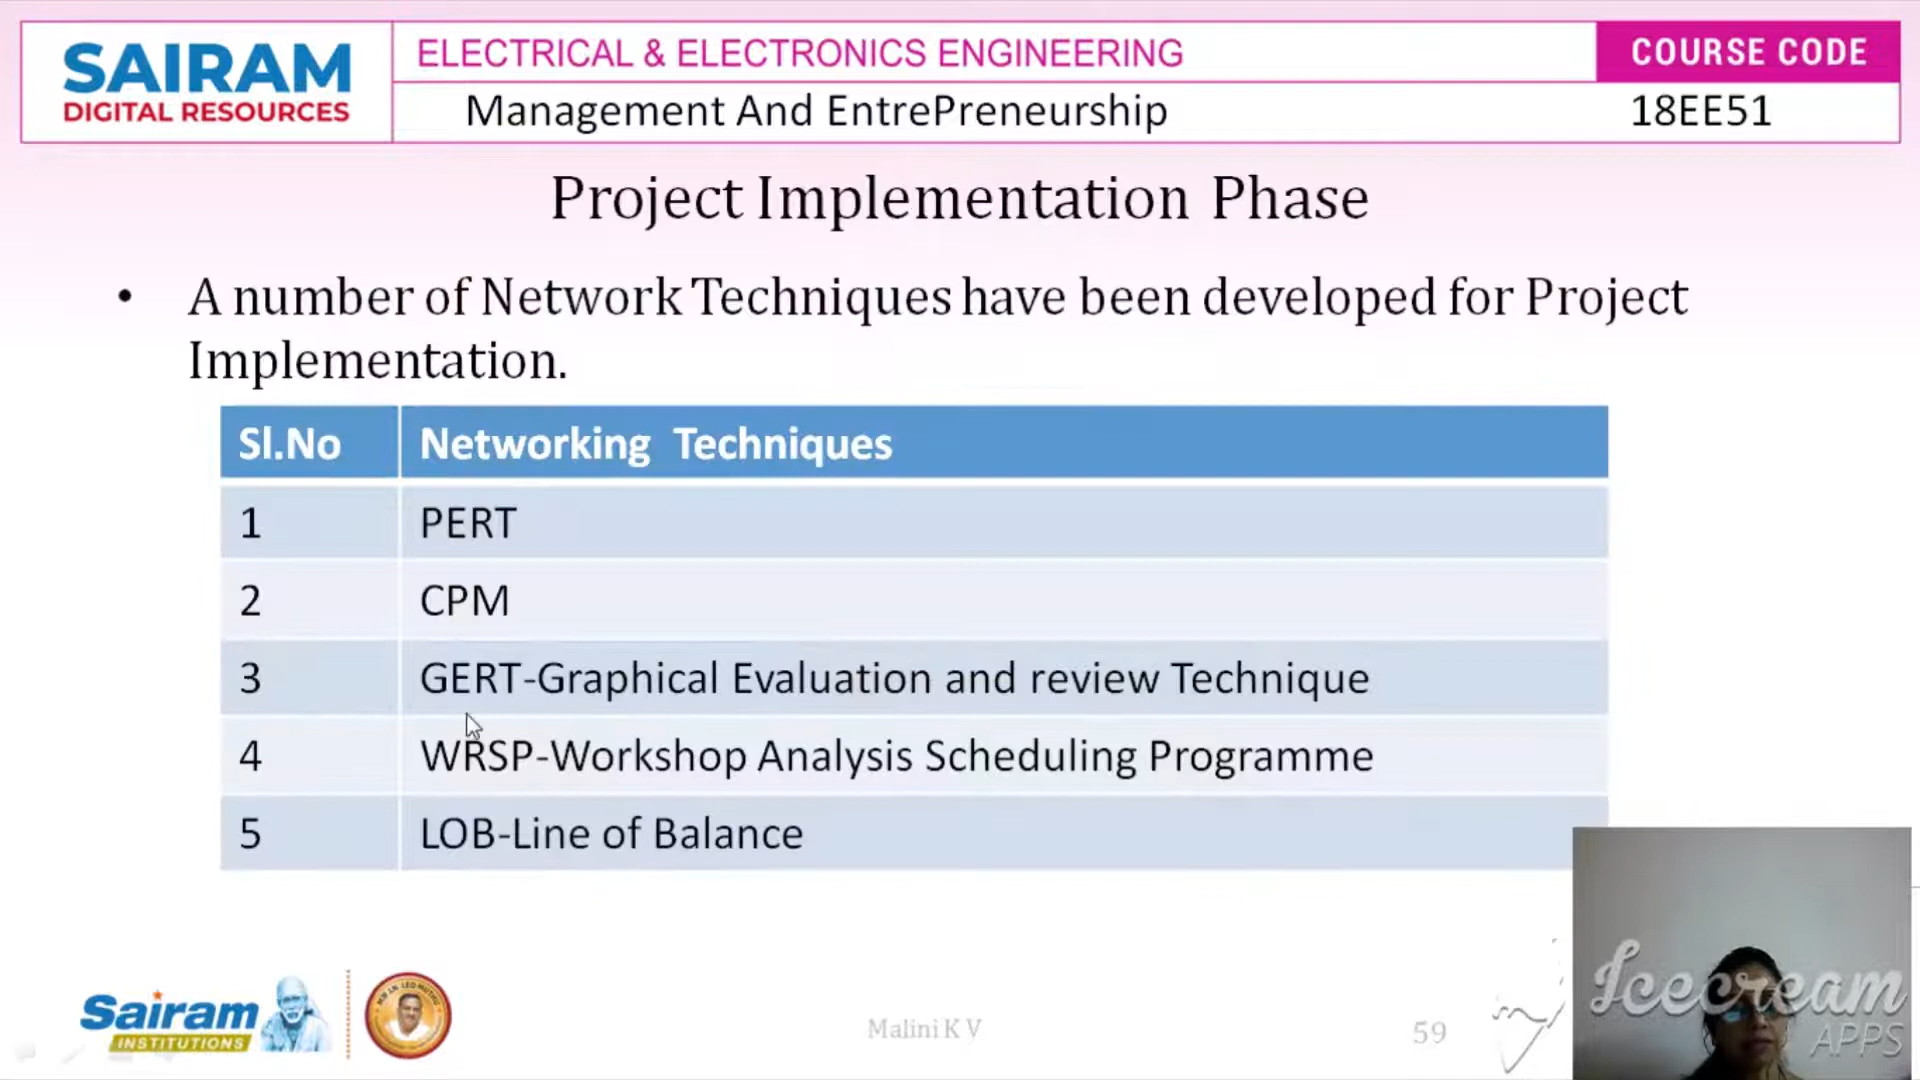 SAIRAM
DIGITAL RESOURCES
ELECTRICAL & ELECTRONICS ENGINEERING
COURSE CODE
Management And EntrePreneurship
18EE51
Project Implementation Phase
• A number of Network Techniques have been developed for Project
Implementation.
Sl.No Networking Techniques
1 PERT
2 CPM
3 GERT-Graphical Evaluation and review Technique
4 WRSP-Workshop Analysis Scheduling Programme
5 LOB-Line of Balance
Sairam
INSTITUTIONS
Malini K V
59
Icecream
APPS